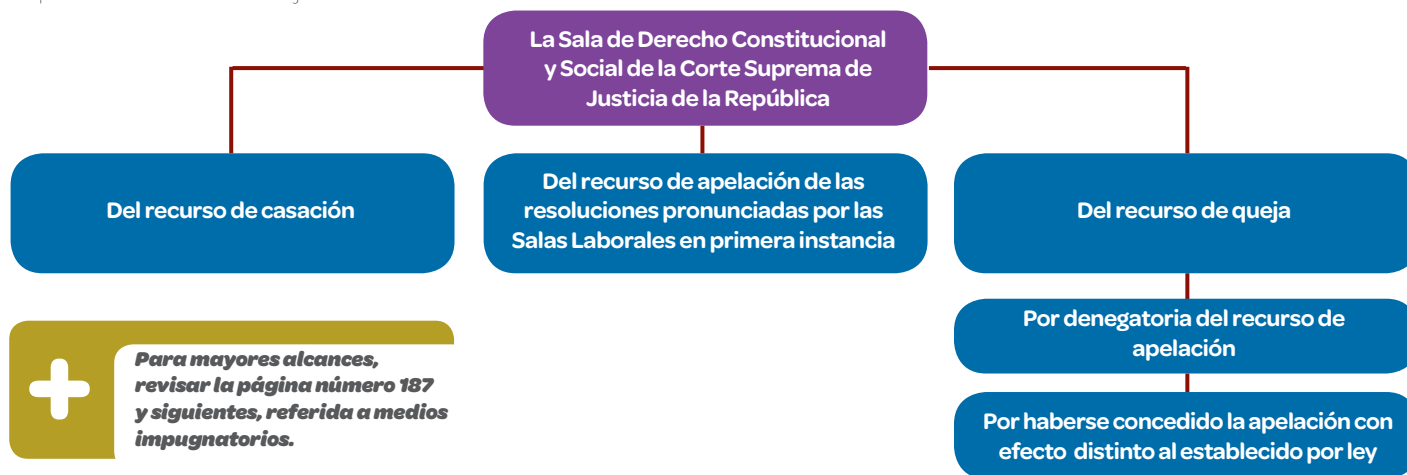 La Sala de Derecho Constitucional
y Social de la Corte Suprema de
Justicia de la República
Del recurso de casación
Del recurso de apelación de las
resoluciones pronunciadas por las
Salas Laborales en primera instancia
Del recurso de queja
Por denegatoria del recurso de
apelación
Por haberse concedido la apelación con
efecto distinto al establecido por ley
Para mayores alcances,
revisar la página número 187
y siguientes, referida a medios
impugnatorios.